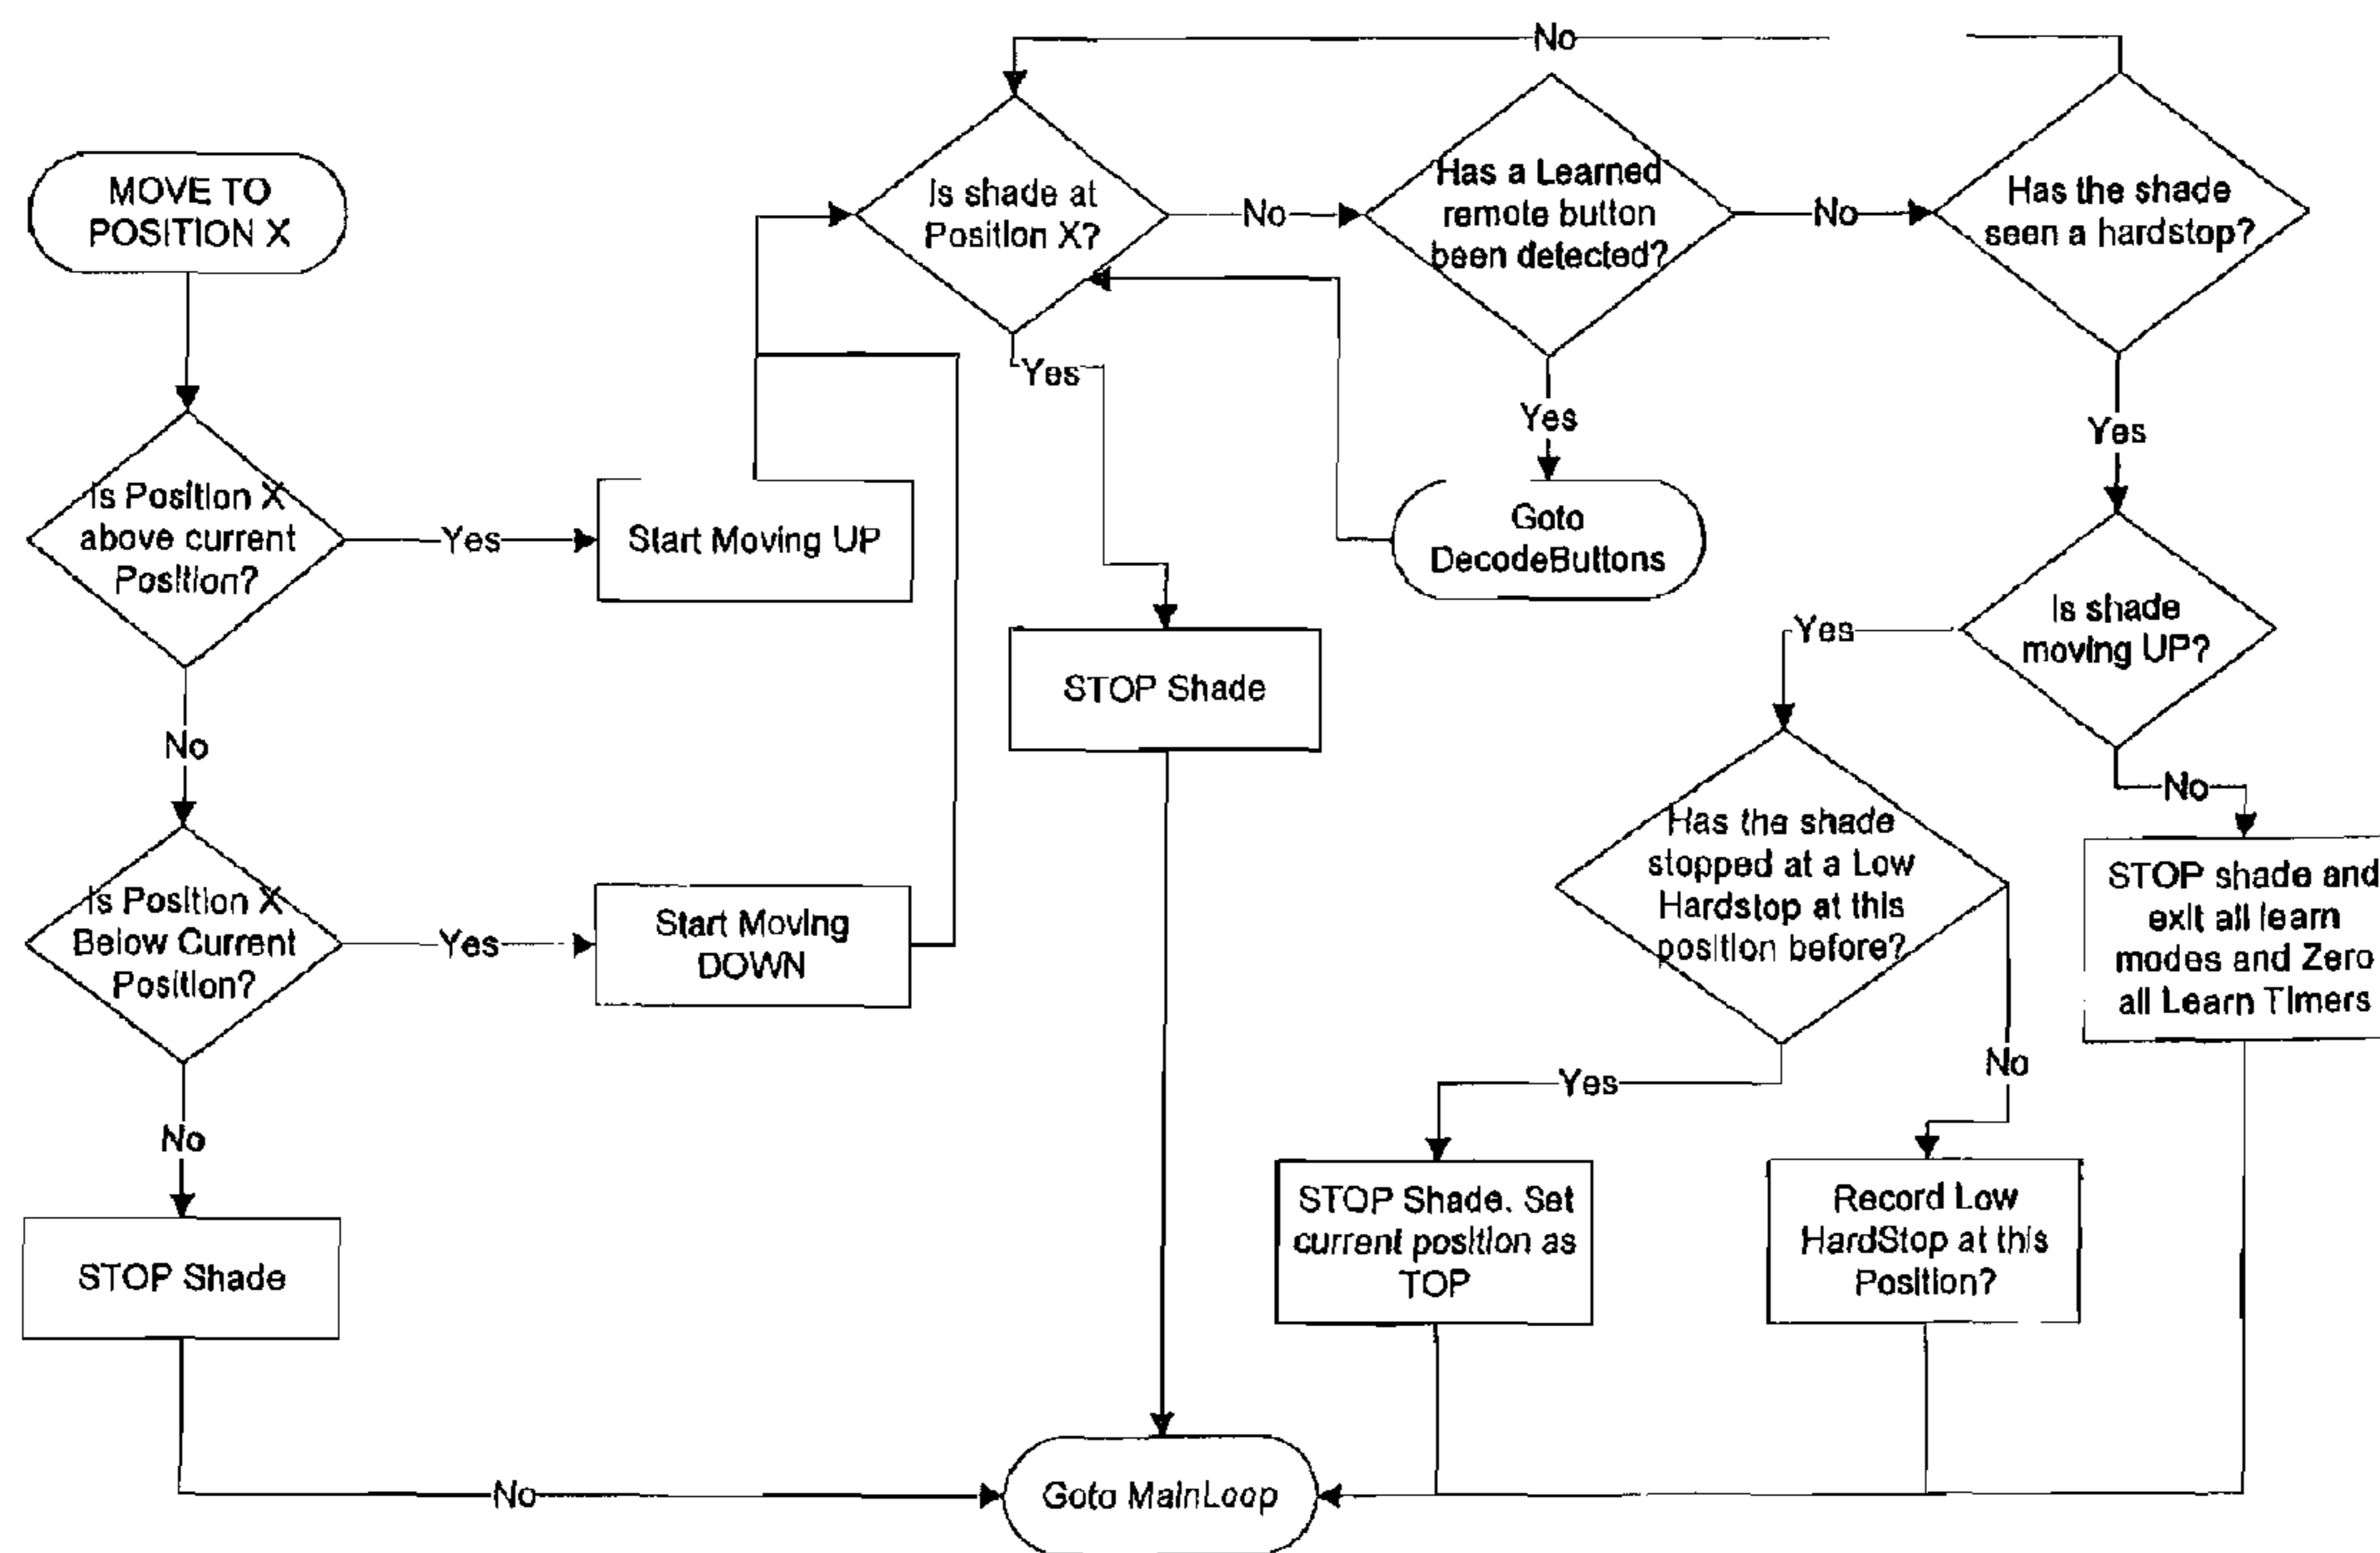 MOVE TO
POSITION X
Is Position X
above current
Position?
Yes
Start Moving UP
No
Is Position X
Below Current
Position?
Yes
Start Moving
DOWN
No
STOP Shade
No
Is shade at
Position X?
No
Yes
STOP Shade
Goto MainLoop
Has a Learned
remote button
been detected?
No
Yes
Goto
DecodeButtons
Has the shade
seen a hardstop?
No
Yes
Is shade
moving UP?
Yes
No
Has the shade
stopped at a Low
Hardstop at this
position before?
Yes
No
STOP Shade. Set
current position as
TOP
Record Low
HardStop at this
Position?
STOP shade and
exit all learn
modes and Zero
all Learn Timers